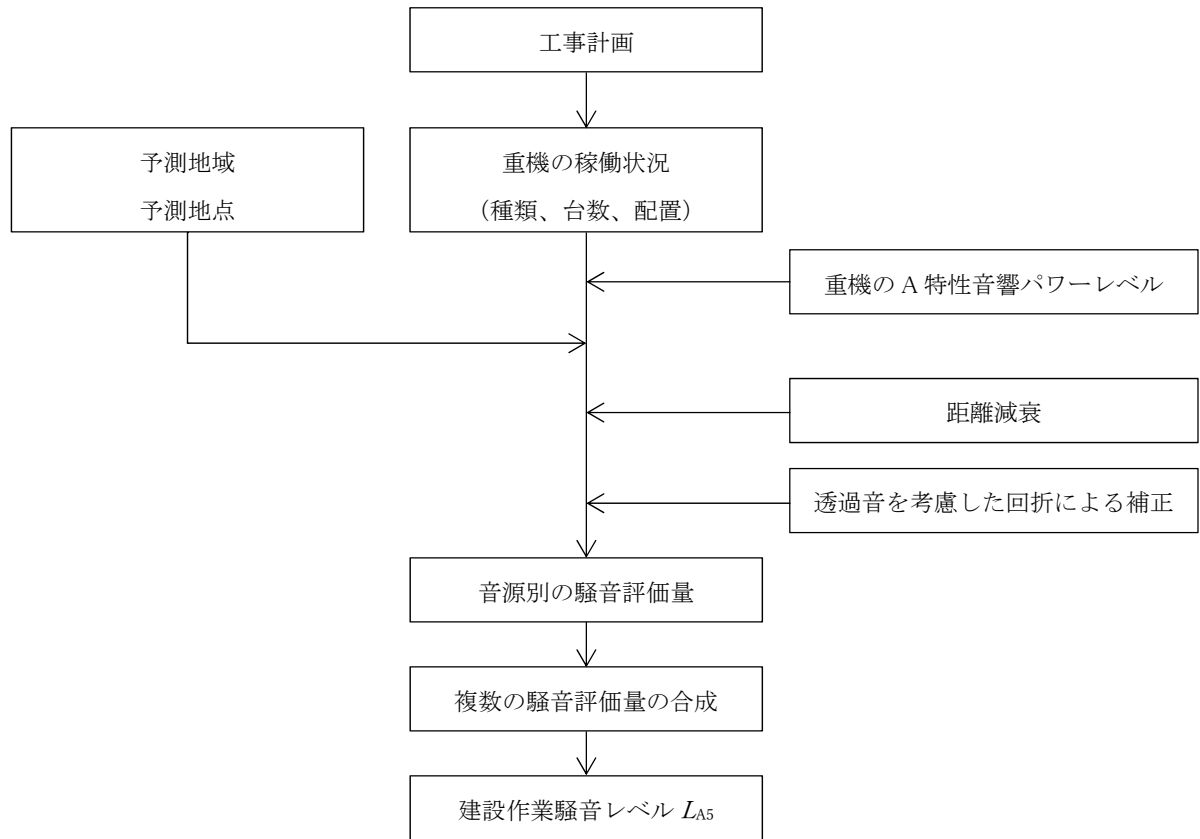 工事計画
予測地域
予測地点
重機の稼働状況
（種類、台数、配置）
重機の A 特性音響パワーレベル
距離減衰
透過音を考慮した回折による補正
音源別の騒音評価量
複数の騒音評価量の合成
建設作業騒音レベル LA5